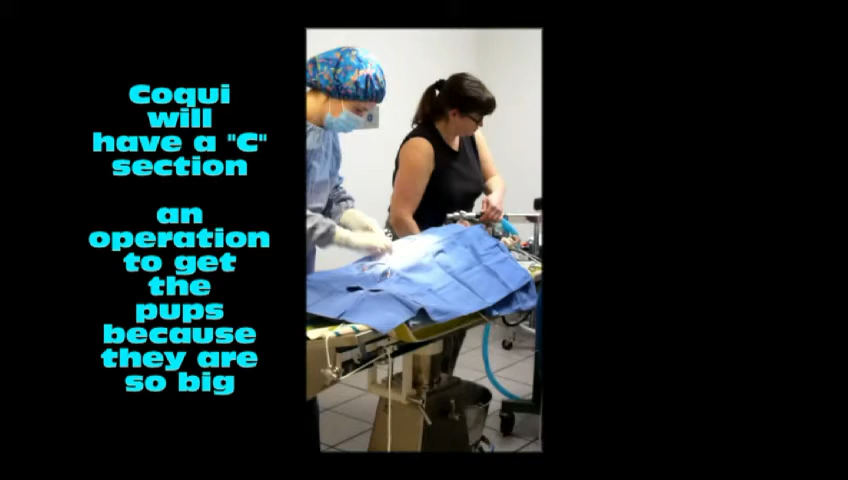 Coqui
will
have a "C"
section
an
operation
to get
the
pups
because
they are
so big